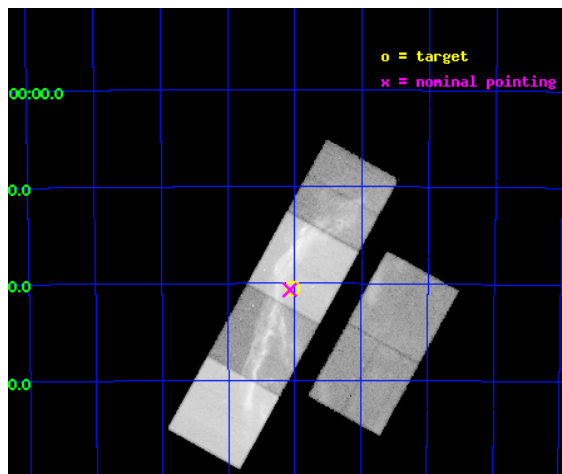 o = target
x = nominal pointing
00:00.0
0.0
0.0
0.0